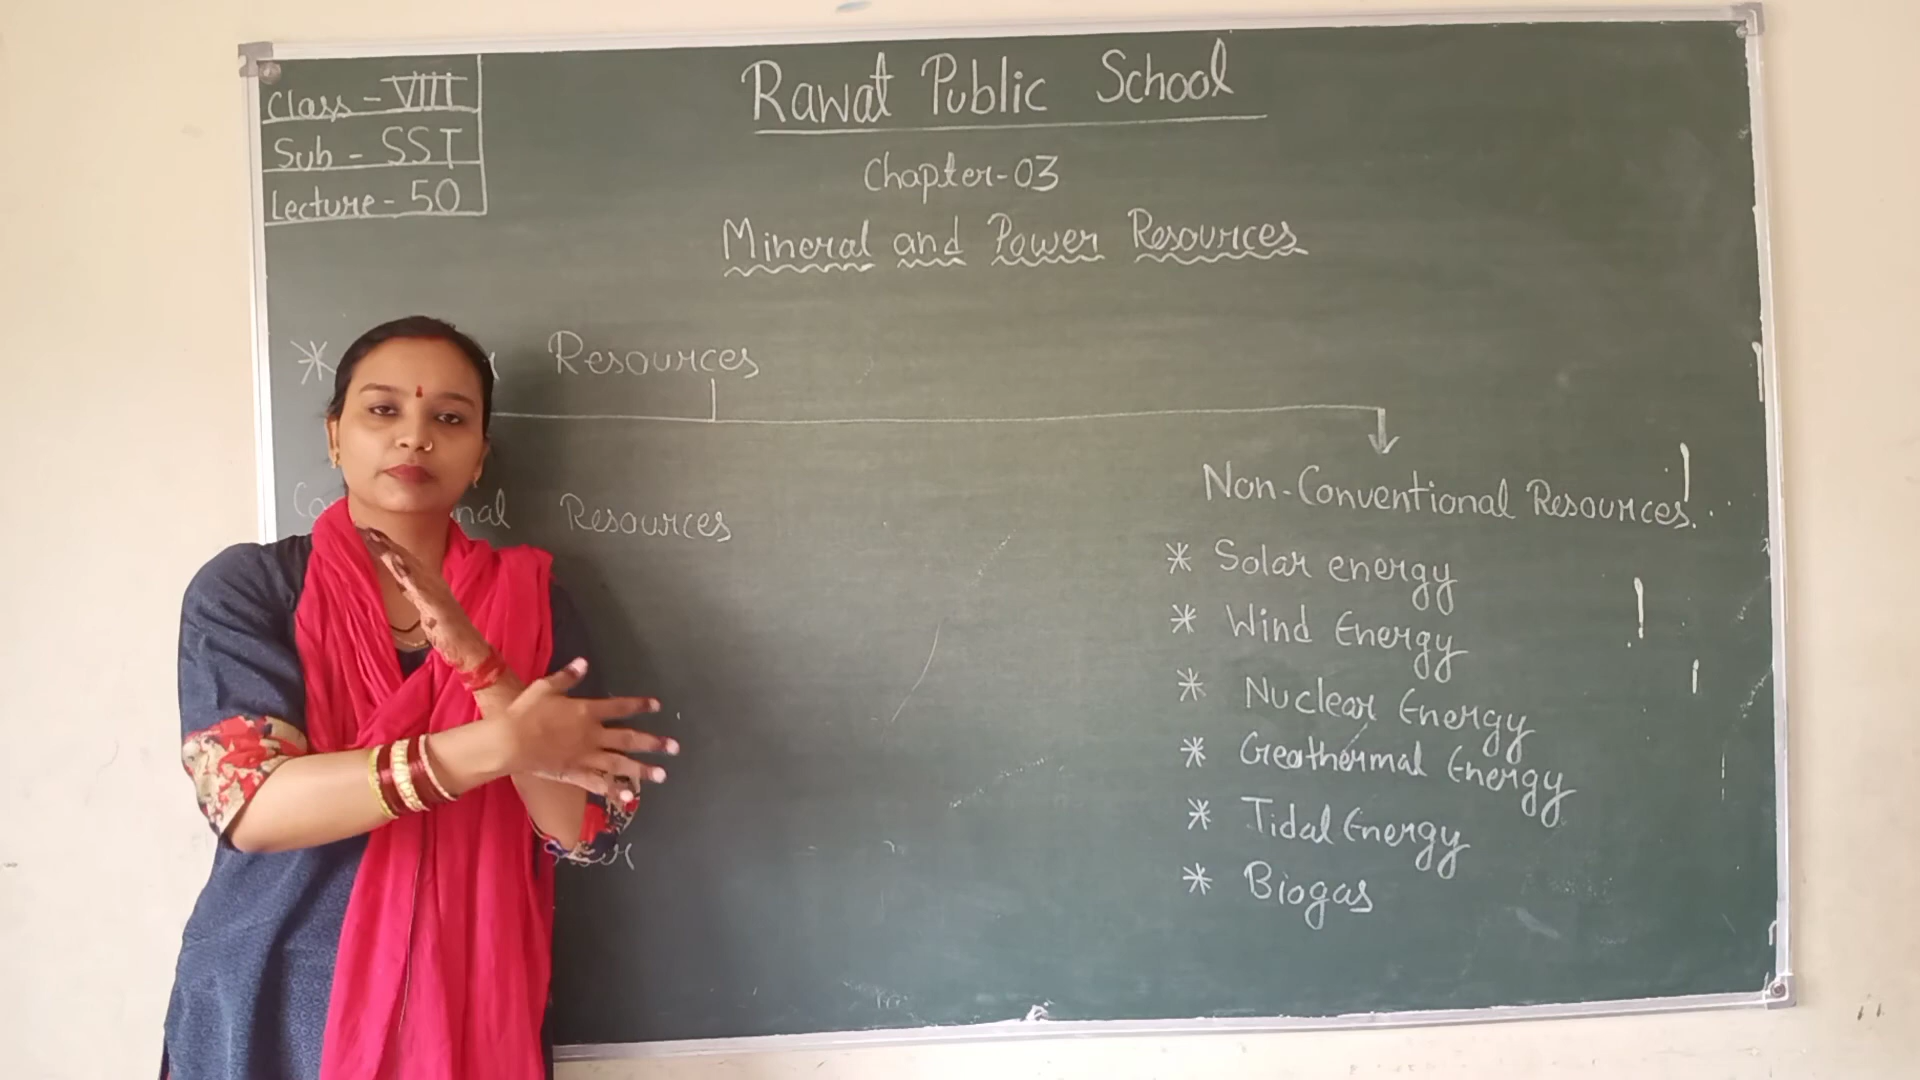 Class - VIII
Sub - SST
Lecture - 50
Rawat Public School
Chapter-03
Mineral and Power Resources
* Resources
Resources
Non-Conventional Resources
* Solar energy
* Wind Energy
* Nuclear Energy
* Geothermal Energy
* Tidal Energy
* Biogas